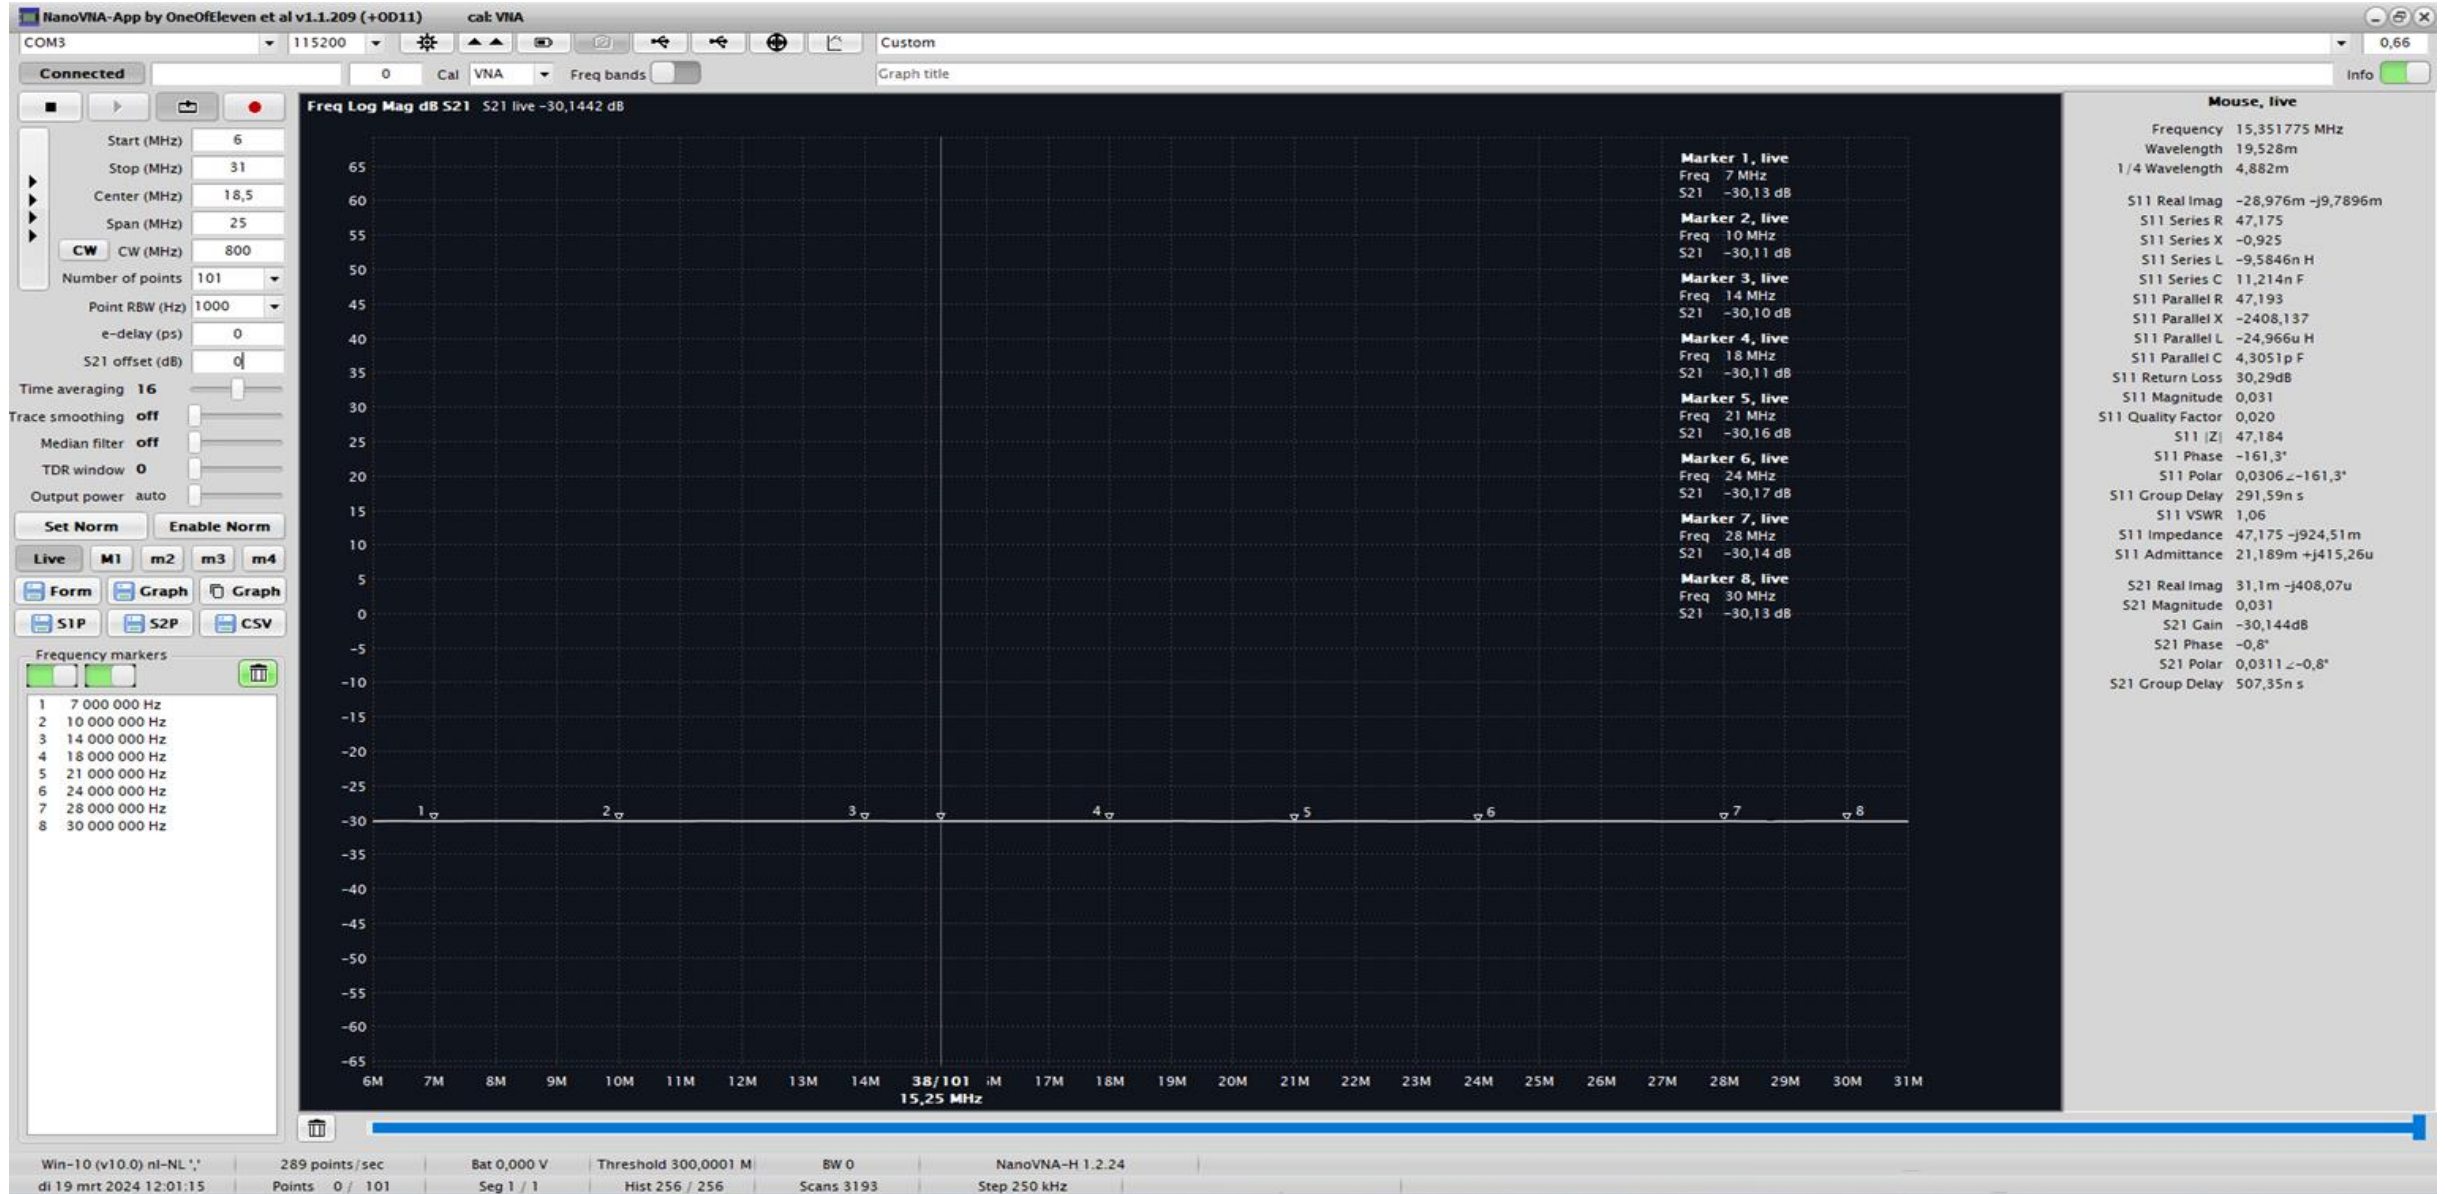 NanoVNA-App by OneOfEleven et al v1.1.209 (+OD11) cal: VNA
COM3 115200 Custom 0,66
Connected 0 Cal VNA Freq bands Graph title Info
Start (MHz) 6
Stop (MHz) 31
Center (MHz) 18,5
Span (MHz) 25
CW CW (MHz) 800
Number of points 101
Point RBW (Hz) 1000
e-delay (ps) 0
S21 offset (dB) 0
Time averaging 16
Trace smoothing off
Median filter off
TDR window 0
Output power auto
Set Norm Enable Norm
Live M1 m2 m3 m4
Form Graph Graph
S1P S2P CSV
Frequency markers
1 7 000 000 Hz
2 10 000 000 Hz
3 14 000 000 Hz
4 18 000 000 Hz
5 21 000 000 Hz
6 24 000 000 Hz
7 28 000 000 Hz
8 30 000 000 Hz
Freq Log Mag dB S21 S21 live -30,1442 dB
65
60
55
50
45
40
35
30
25
20
15
10
5
0
-5
-10
-15
-20
-25
-30
-35
-40
-45
-50
-55
-60
-65
1 2 3 4 5 6 7 8
6M 7M 8M 9M 10M 11M 12M 13M 14M 38/101 M 17M 18M 19M 20M 21M 22M 23M 24M 25M 26M 27M 28M 29M 30M 31M
15,25 MHz
Marker 1, live
Freq 7 MHz
S21 -30,13 dB
Marker 2, live
Freq 10 MHz
S21 -30,11 dB
Marker 3, live
Freq 14 MHz
S21 -30,10 dB
Marker 4, live
Freq 18 MHz
S21 -30,11 dB
Marker 5, live
Freq 21 MHz
S21 -30,16 dB
Marker 6, live
Freq 24 MHz
S21 -30,17 dB
Marker 7, live
Freq 28 MHz
S21 -30,14 dB
Marker 8, live
Freq 30 MHz
S21 -30,13 dB
Mouse, live
Frequency 15,351775 MHz
Wavelength 19,528m
1/4 Wavelength 4,882m
S11 Real Imag -28,976m -j9,7896m
S11 Series R 47,175
S11 Series X -0,925
S11 Series L -9,5846n H
S11 Series C 11,214n F
S11 Parallel R 47,193
S11 Parallel X -2408,137
S11 Parallel L -24,966u H
S11 Parallel C 4,3051p F
S11 Return Loss 30,29dB
S11 Magnitude 0,031
S11 Quality Factor 0,020
S11 |Z| 47,184
S11 Phase -161,3°
S11 Polar 0,0306∠-161,3°
S11 Group Delay 291,59n s
S11 VSWR 1,06
S11 Impedance 47,175 -j924,51m
S11 Admittance 21,189m +j415,26u
S21 Real Imag 31,1m -j408,07u
S21 Magnitude 0,031
S21 Gain -30,144dB
S21 Phase -0,8°
S21 Polar 0,0311∠-0,8°
S21 Group Delay 507,35n s
Win-10 (v10.0) nl-NL ',' 289 points/sec Bat 0,000 V Threshold 300,0001 M BW 0 NanoVNA-H 1.2.24
di 19 mrt 2024 12:01:15 Points 0 / 101 Seg 1 / 1 Hist 256 / 256 Scans 3193 Step 250 kHz